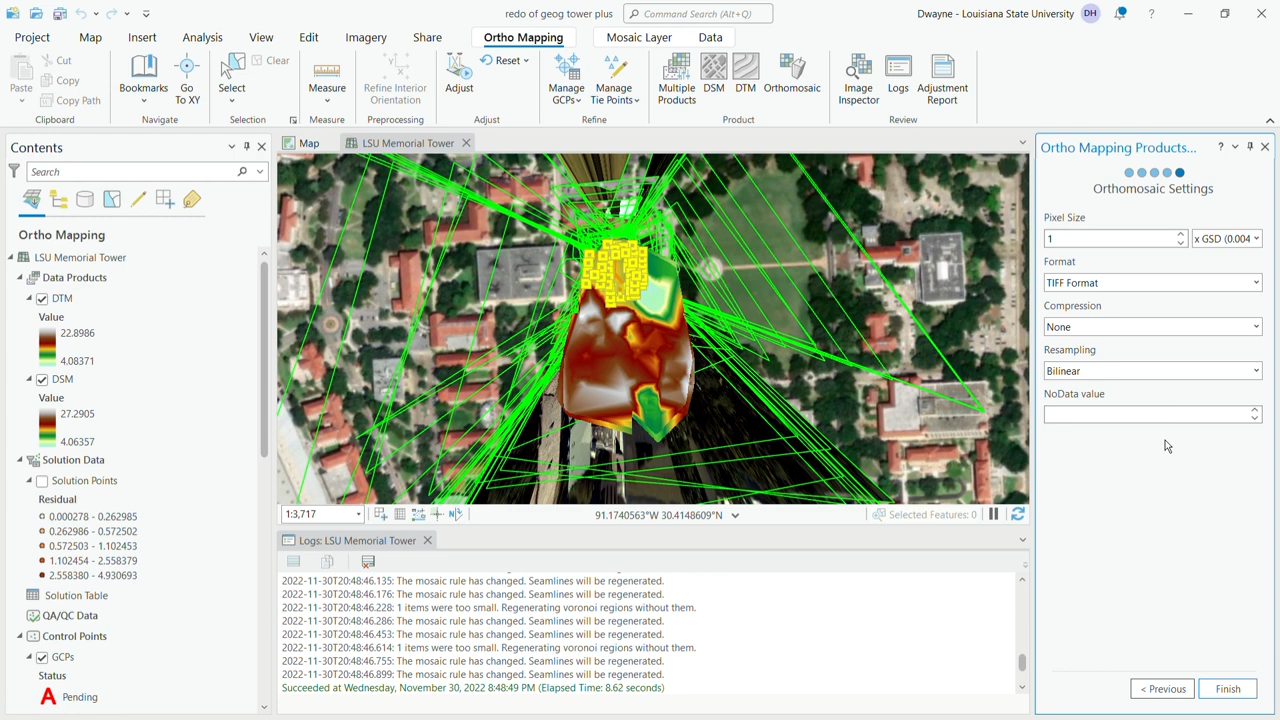 redo of geog tower plus
Command Search (Alt+Q)
Dwayne - Louisiana State University
DH
?
Project
Map
Insert
Analysis
View
Edit
Imagery
Share
Ortho Mapping
Mosaic Layer
Data
Paste
Cut
Copy
Copy Path
Clipboard
Bookmarks
Go To XY
Navigate
Select
Clear
Selection
Measure
Measure
Refine Interior Orientation
Preprocessing
Adjust
Reset
Adjust
Manage GCPs
Manage Tie Points
Refine
Multiple Products
DSM
DTM
Orthomosaic
Product
Image Inspector
Logs
Adjustment Report
Review
Contents
Search
Ortho Mapping
LSU Memorial Tower
Data Products
DTM
Value
22.8986
4.08371
DSM
Value
27.2905
4.06357
Solution Data
Solution Points
Residual
0.000278 - 0.262985
0.262986 - 0.572502
0.572503 - 1.102453
1.102454 - 2.558379
2.558380 - 4.930693
Solution Table
QA/QC Data
Control Points
GCPs
Status
A Pending
Map
LSU Memorial Tower
1:3,717
91.1740563°W 30.4148609°N
Selected Features: 0
Logs: LSU Memorial Tower
2022-11-30T20:48:46.135: The mosaic rule has changed. Seamlines will be regenerated.
2022-11-30T20:48:46.176: The mosaic rule has changed. Seamlines will be regenerated.
2022-11-30T20:48:46.228: 1 items were too small. Regenerating voronoi regions without them.
2022-11-30T20:48:46.286: The mosaic rule has changed. Seamlines will be regenerated.
2022-11-30T20:48:46.453: The mosaic rule has changed. Seamlines will be regenerated.
2022-11-30T20:48:46.614: 1 items were too small. Regenerating voronoi regions without them.
2022-11-30T20:48:46.755: The mosaic rule has changed. Seamlines will be regenerated.
2022-11-30T20:48:46.899: The mosaic rule has changed. Seamlines will be regenerated.
Succeeded at Wednesday, November 30, 2022 8:48:49 PM (Elapsed Time: 8.62 seconds)
Ortho Mapping Products...
?
Orthomosaic Settings
Pixel Size
1
x GSD (0.004
Format
TIFF Format
Compression
None
Resampling
Bilinear
NoData value
< Previous
Finish